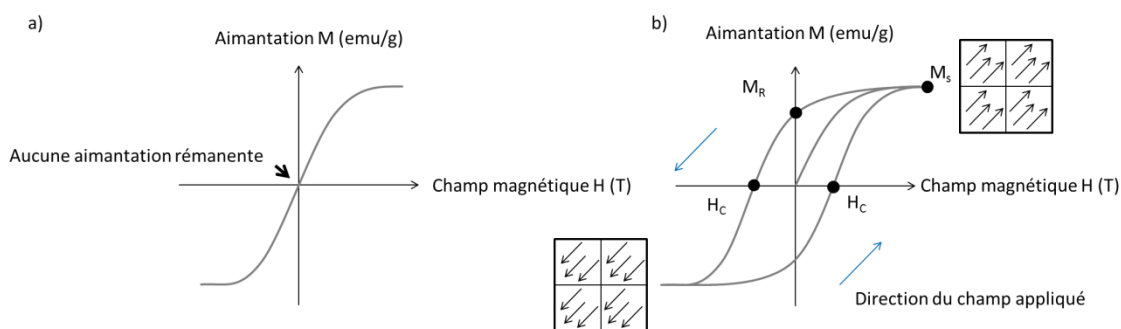 a)
Aimantation M (emu/g)
Aucune aimantation rémanente
Champ magnétique H (T)
b)
Aimantation M (emu/g)
M_R
M_s
H_C
H_C
Champ magnétique H (T)
Direction du champ appliqué